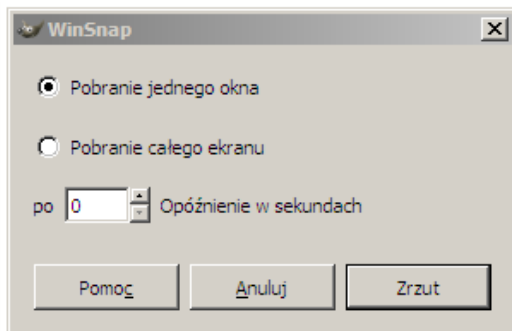 WinSnap
Pobranie jednego okna
Pobranie całego ekranu
po 0 Opóźnienie w sekundach
Pomoc Anuluj Zrzut